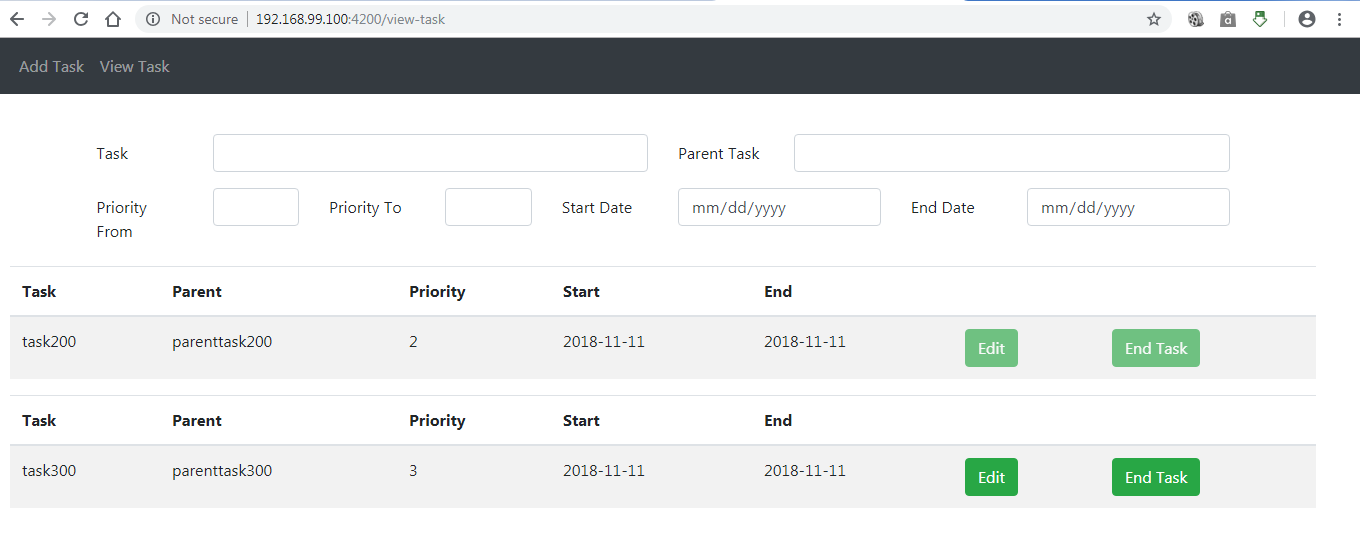 Not secure | 192.168.99.100:4200/view-task
Add Task View Task
Task Parent Task
Priority From Priority To Start Date mm/dd/yyyy End Date mm/dd/yyyy
Task Parent Priority Start End
task200 parenttask200 2 2018-11-11 2018-11-11 Edit End Task
Task Parent Priority Start End
task300 parenttask300 3 2018-11-11 2018-11-11 Edit End Task